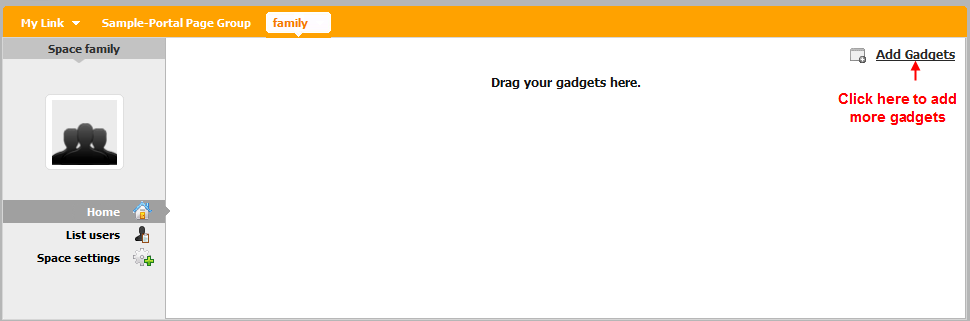 My Link Sample-Portal Page Group family
Space family
Add Gadgets
Drag your gadgets here.
Click here to add
more gadgets
Home
List users
Space settings